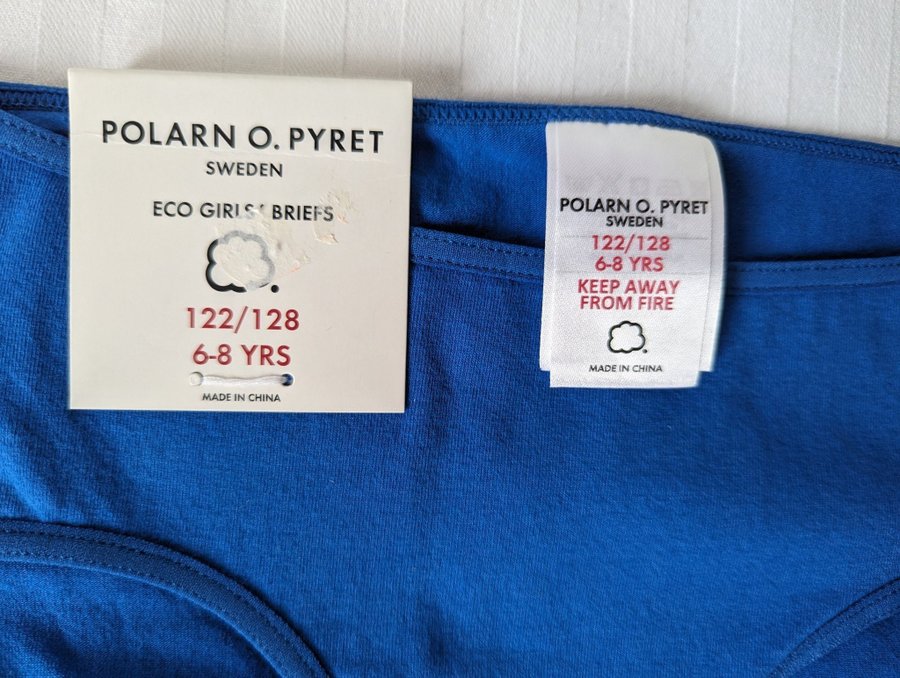 POLARN O. PYRET
SWEDEN
ECO GIRLS' BRIEFS
122/128
6-8 YRS
MADE IN CHINA
POLARN O. PYRET
SWEDEN
122/128
6-8 YRS
KEEP AWAY
FROM FIRE
MADE IN CHINA